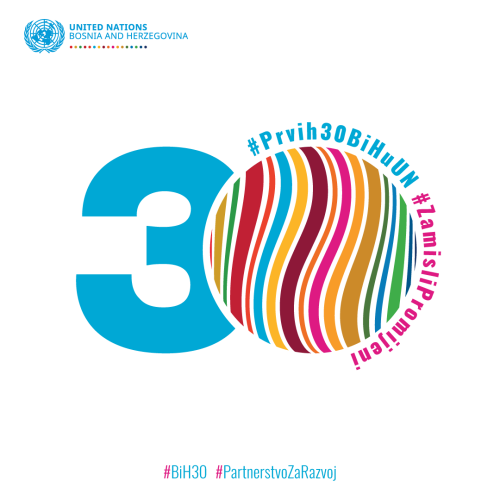 UNITED NATIONS
BOSNIA AND HERZEGOVINA
30
#Prvih30BiHuUN #ZamisliPromijeni
#BiH30 #PartnerstvoZaRazvoj